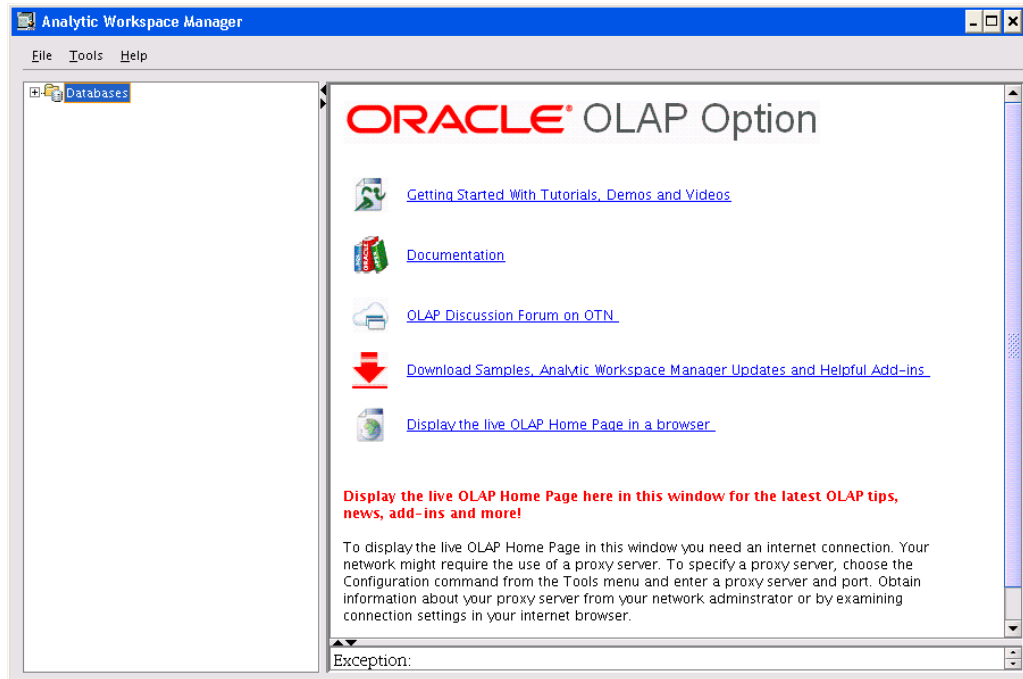 Analytic Workspace Manager
File Tools Help
Databases
ORACLE® OLAP Option
Getting Started With Tutorials, Demos and Videos
Documentation
OLAP Discussion Forum on OTN
Download Samples, Analytic Workspace Manager Updates and Helpful Add-ins
Display the live OLAP Home Page in a browser
Display the live OLAP Home Page here in this window for the latest OLAP tips,
news, add-ins and more!
To display the live OLAP Home Page in this window you need an internet connection. Your
network might require the use of a proxy server. To specify a proxy server, choose the
Configuration command from the Tools menu and enter a proxy server and port. Obtain
information about your proxy server from your network adminstrator or by examining
connection settings in your internet browser.
Exception: